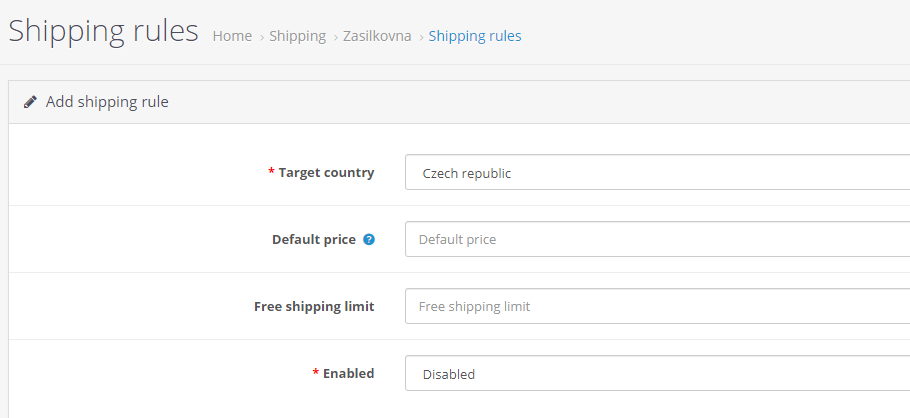 Shipping rules Home › Shipping › Zasilkovna › Shipping rules
Add shipping rule
* Target country Czech republic
Default price ? Default price
Free shipping limit Free shipping limit
* Enabled Disabled